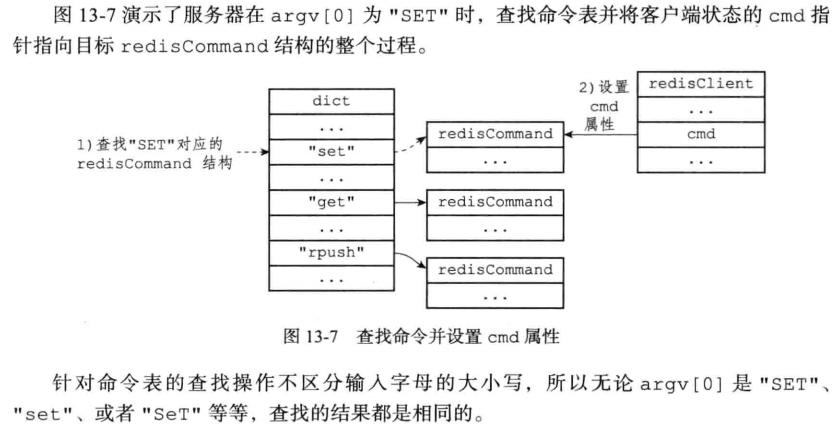 图 13-7 演示了服务器在 argv[0] 为 "SET" 时，查找命令表并将客户端状态的 cmd 指
针指向目标 redisCommand 结构的整个过程。
dict
...
"set"
...
"get"
...
"rpush"
...
1)查找"SET"对应的
redisCommand 结构
redisCommand
...
redisCommand
...
redisCommand
...
2)设置
cmd
属性
redisClient
...
cmd
...
图 13-7 查找命令并设置 cmd 属性
针对命令表的查找操作不区分输入字母的大小写，所以无论 argv[0] 是 "SET"、
"set"、或者 "SeT" 等等，查找的结果都是相同的。